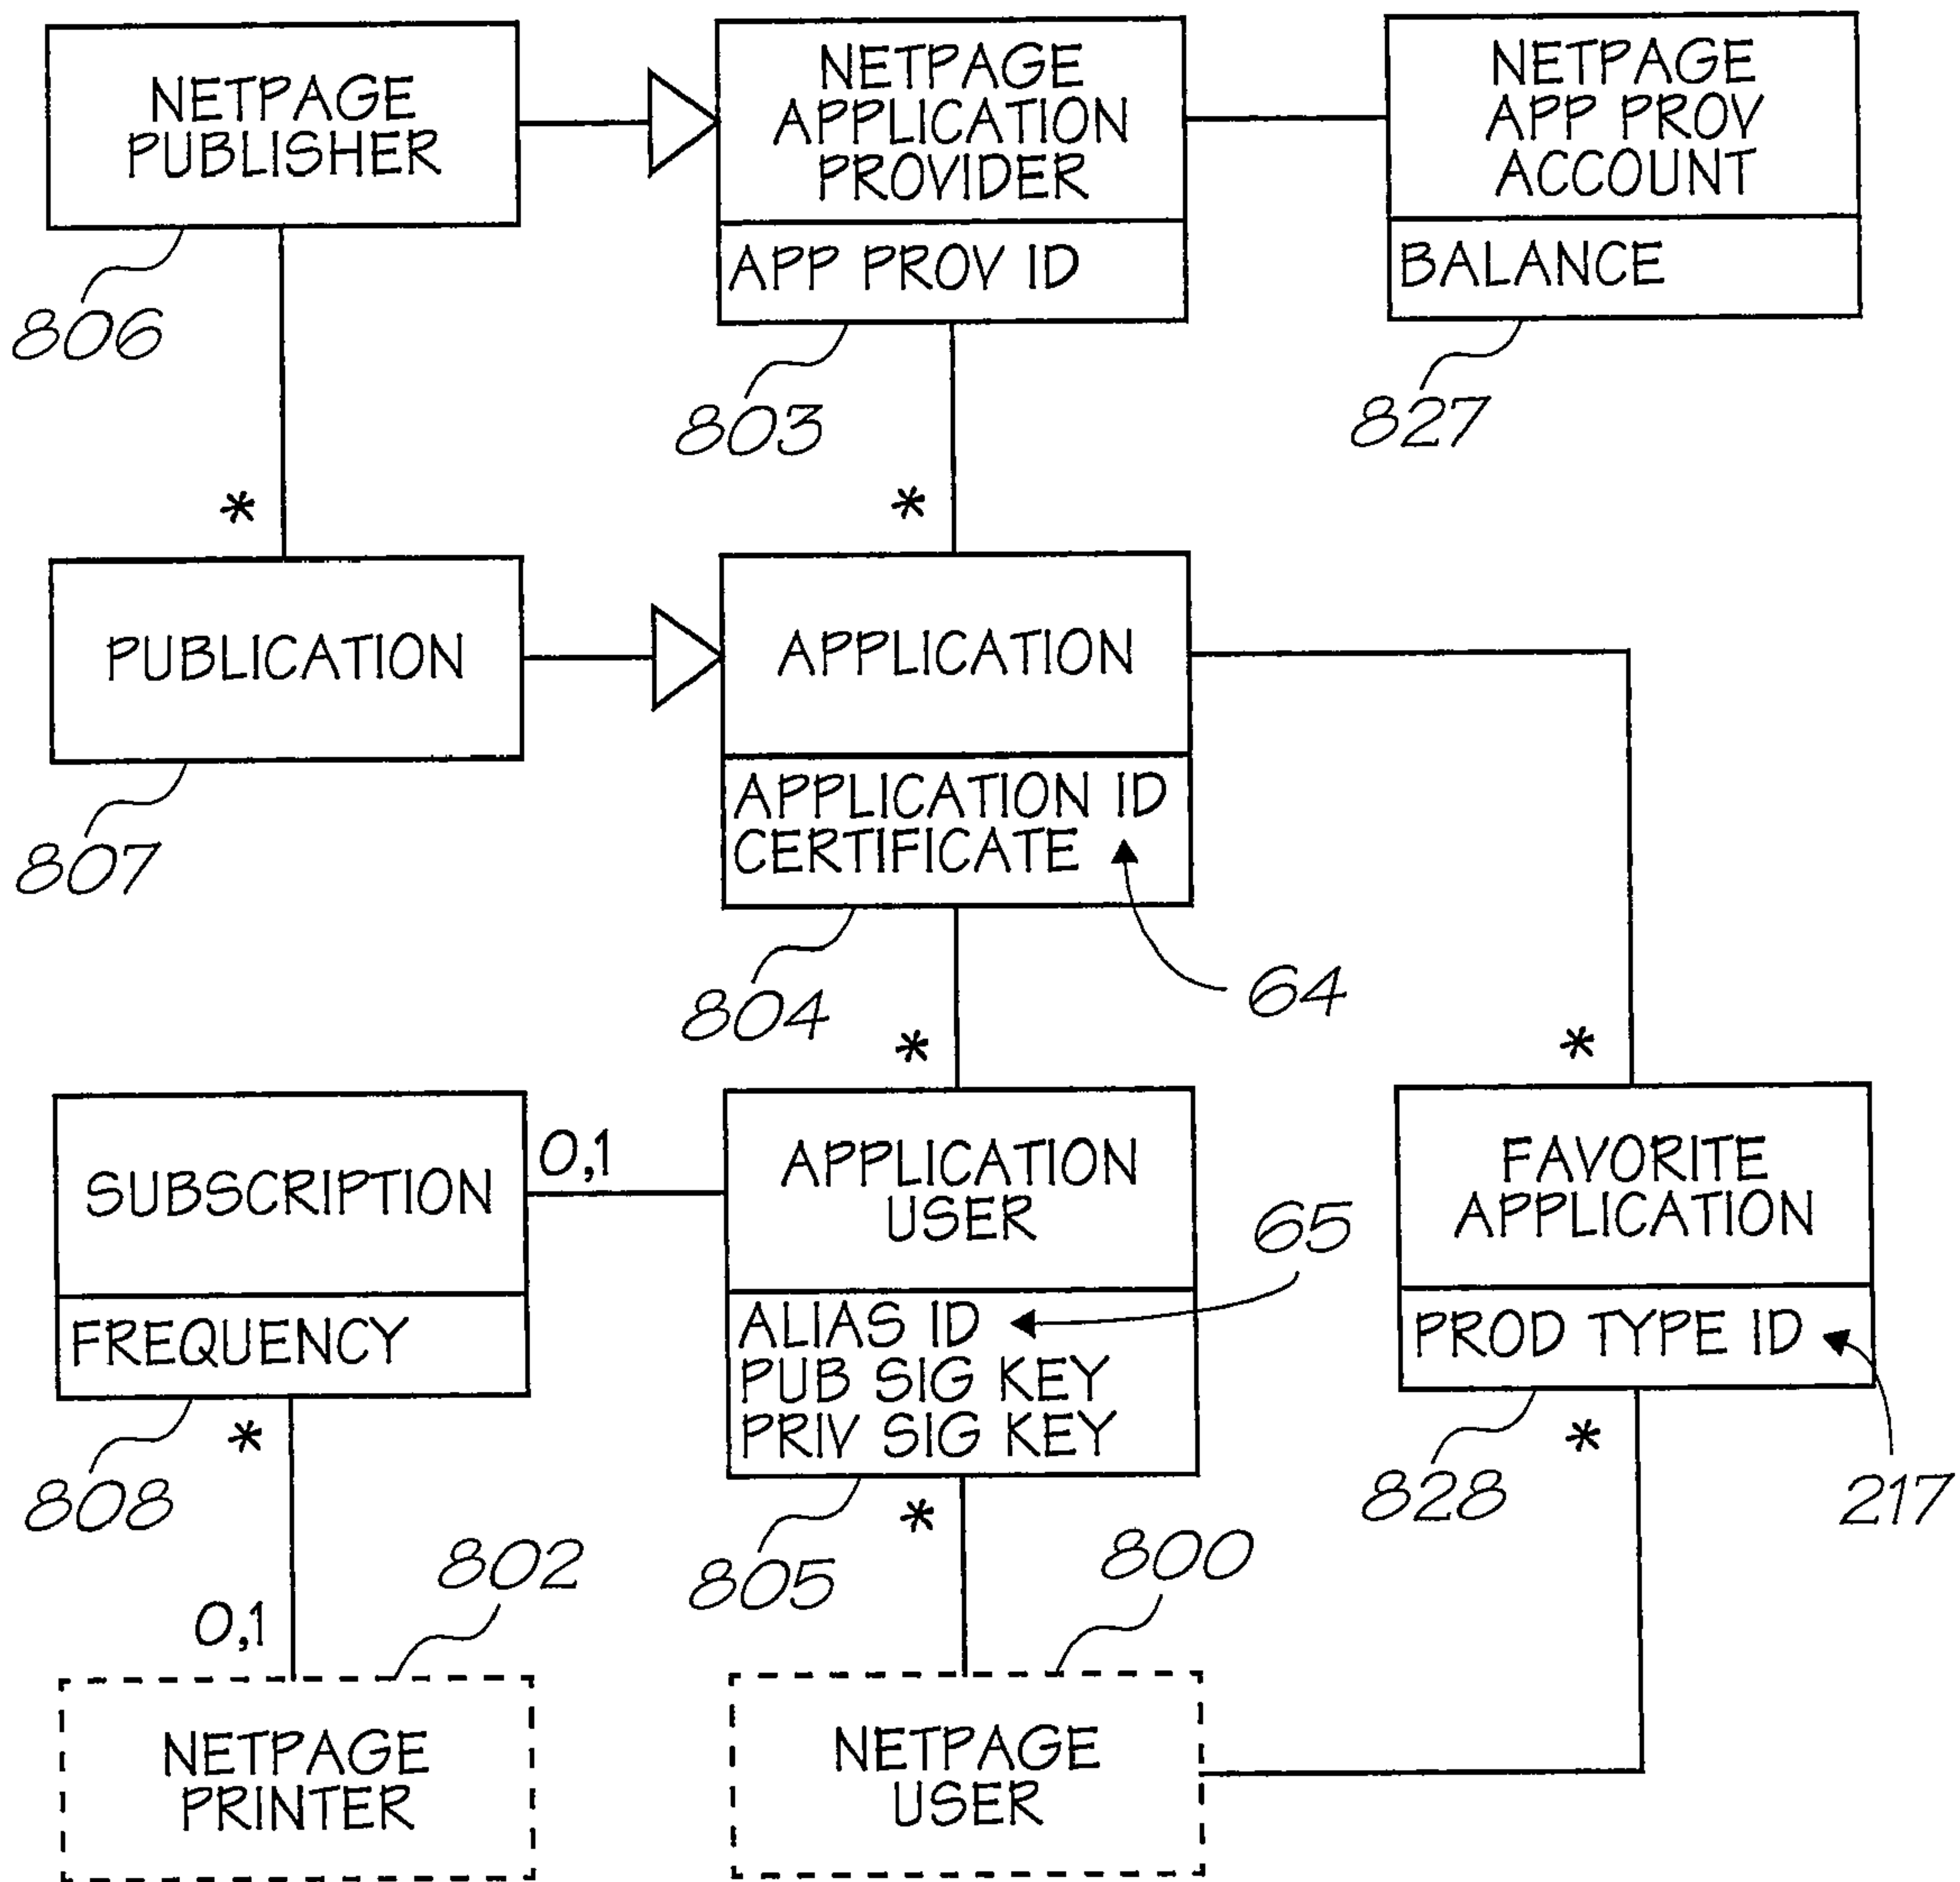 NETPAGE
PUBLISHER
806
NETPAGE
APPLICATION
PROVIDER
APP PROV ID
803
NETPAGE
APP PROV
ACCOUNT
BALANCE
827
*
*
PUBLICATION
807
APPLICATION
APPLICATION ID
CERTIFICATE
64
804
*
*
SUBSCRIPTION
FREQUENCY
808
0,1
APPLICATION
USER
65
ALIAS ID
PUB SIG KEY
PRIV SIG KEY
805
FAVORITE
APPLICATION
PROD TYPE ID
828
217
*
*
*
802
800
0,1
NETPAGE
PRINTER
NETPAGE
USER